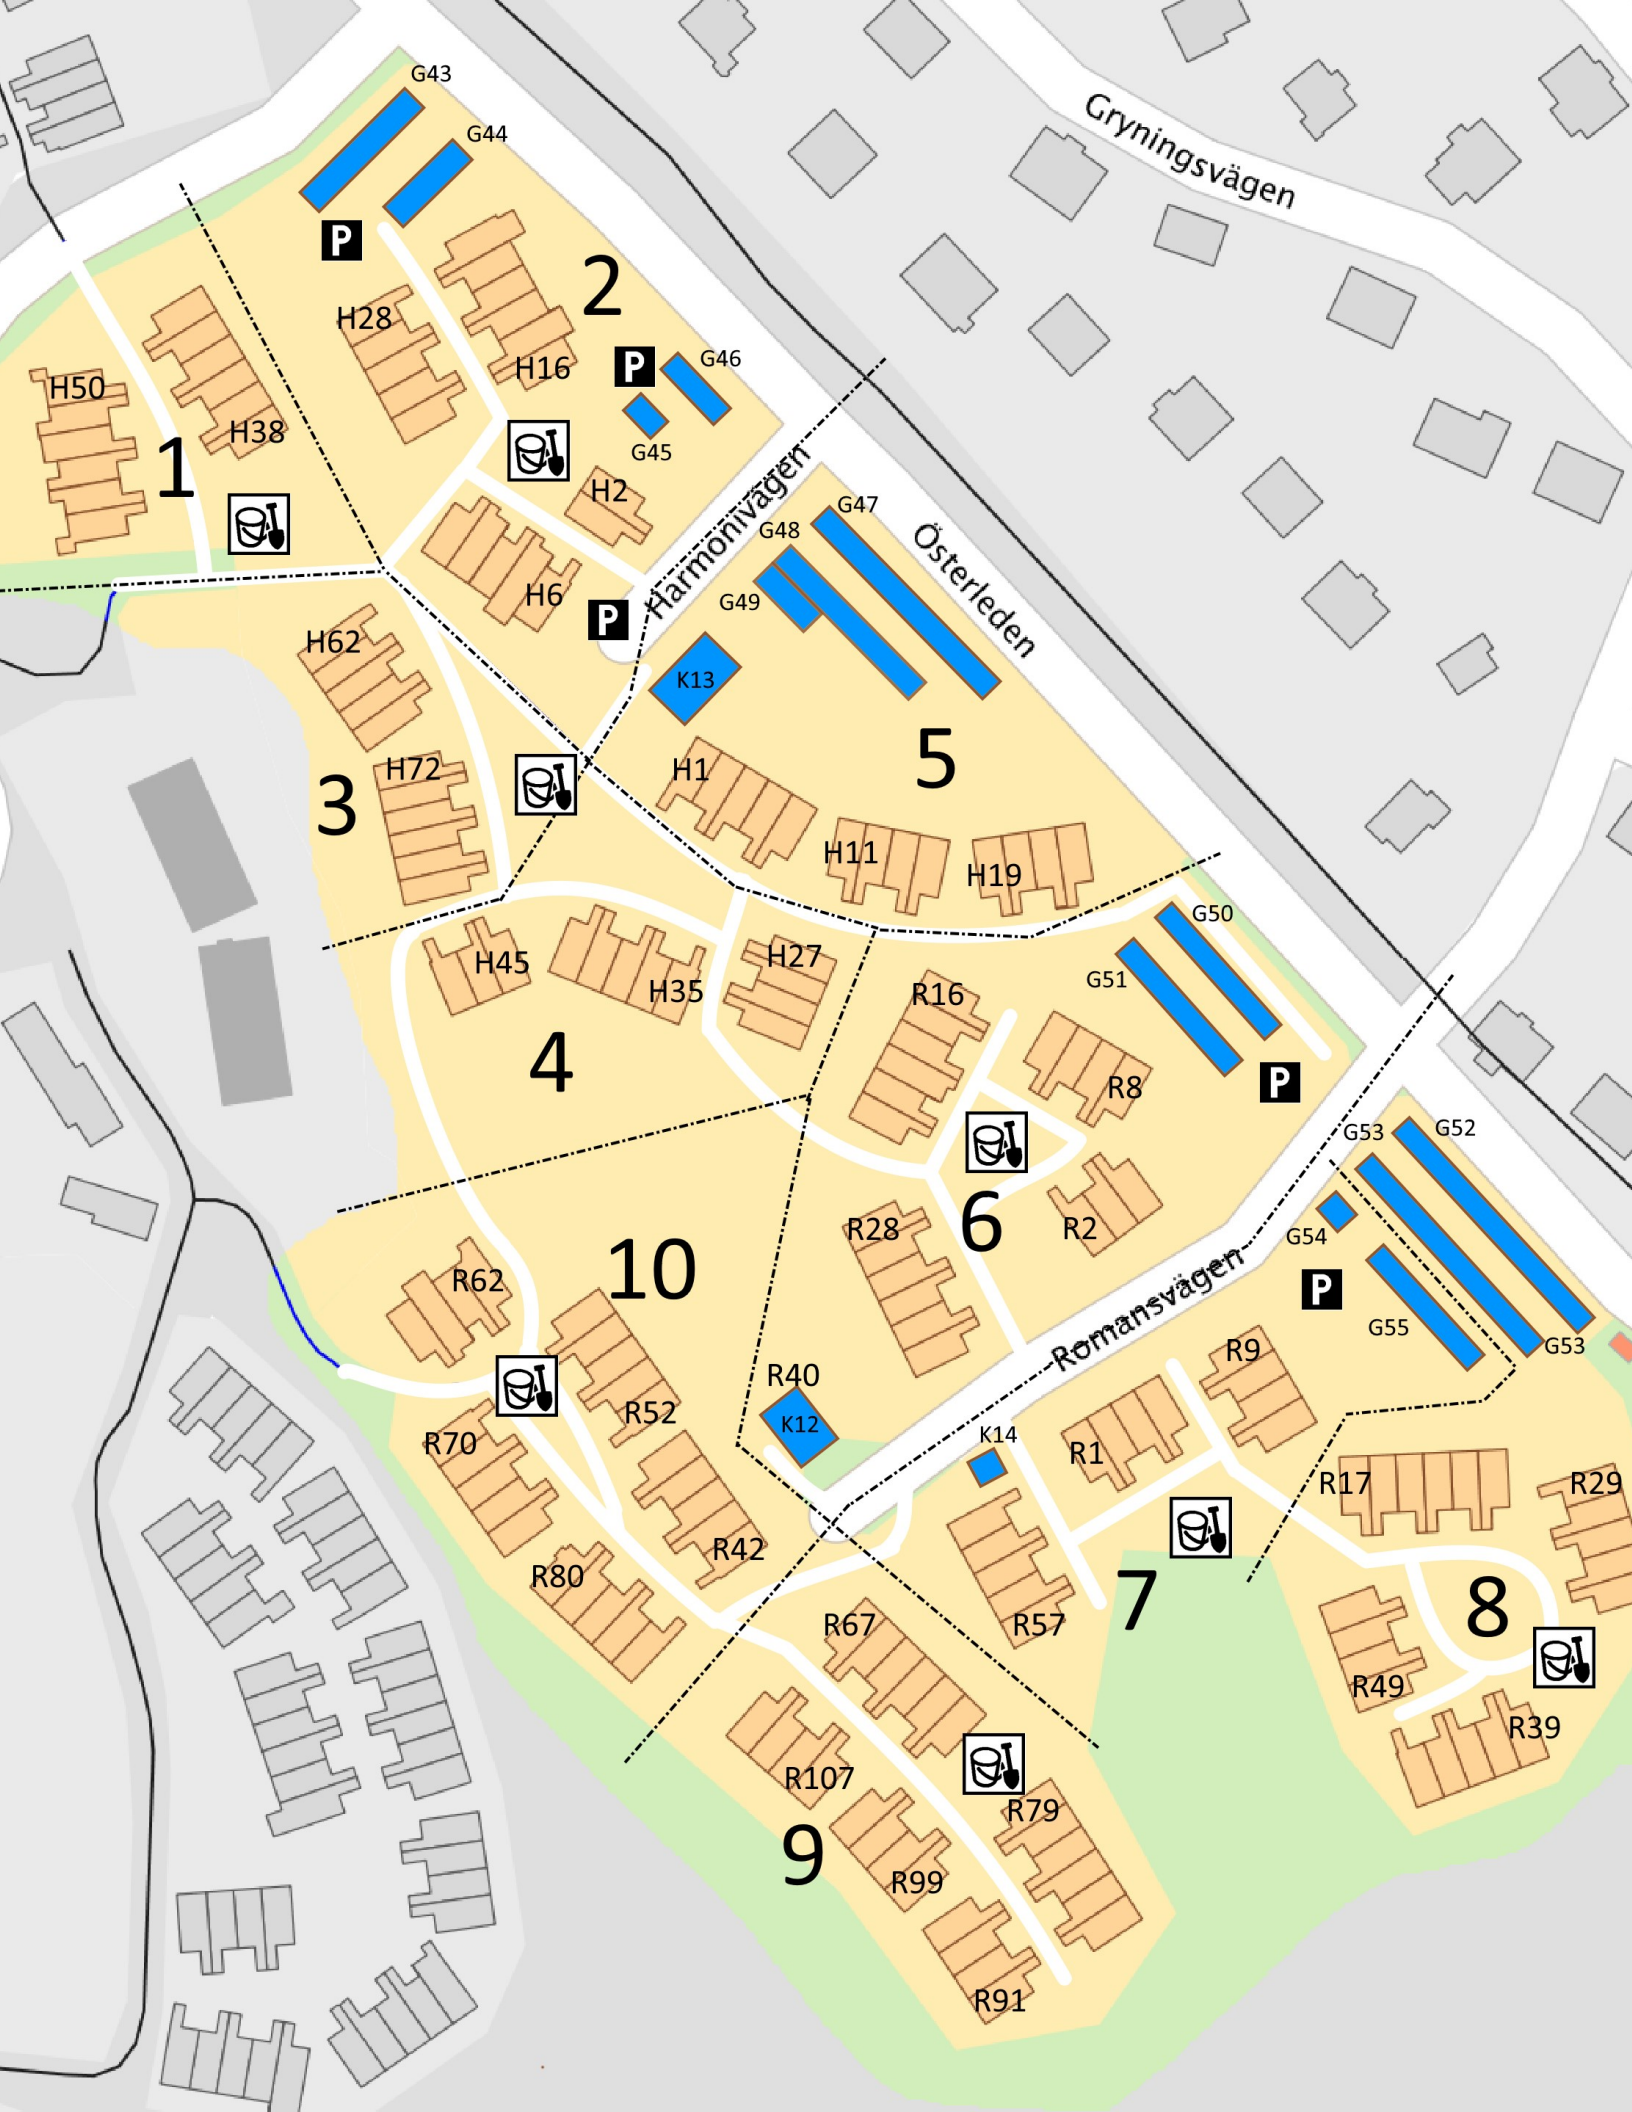 G43
G44
Gryningsvägen
P
2
H28
H16
P
G46
H50
H38
G45
1
H2
Harmonivägen
H6
P
G47
G48
G49
Österleden
H62
K13
H72
3
H1
5
H11
H19
H45
H35
H27
G50
G51
4
R16
R8
P
G52
G53
G54
P
G55
G53
R28
6
R2
Romansvägen
R62
10
R40
K12
R52
R70
R42
R80
K14
R1
R9
R17
R29
R57
7
8
R49
R39
R67
R107
R79
9
R99
R91